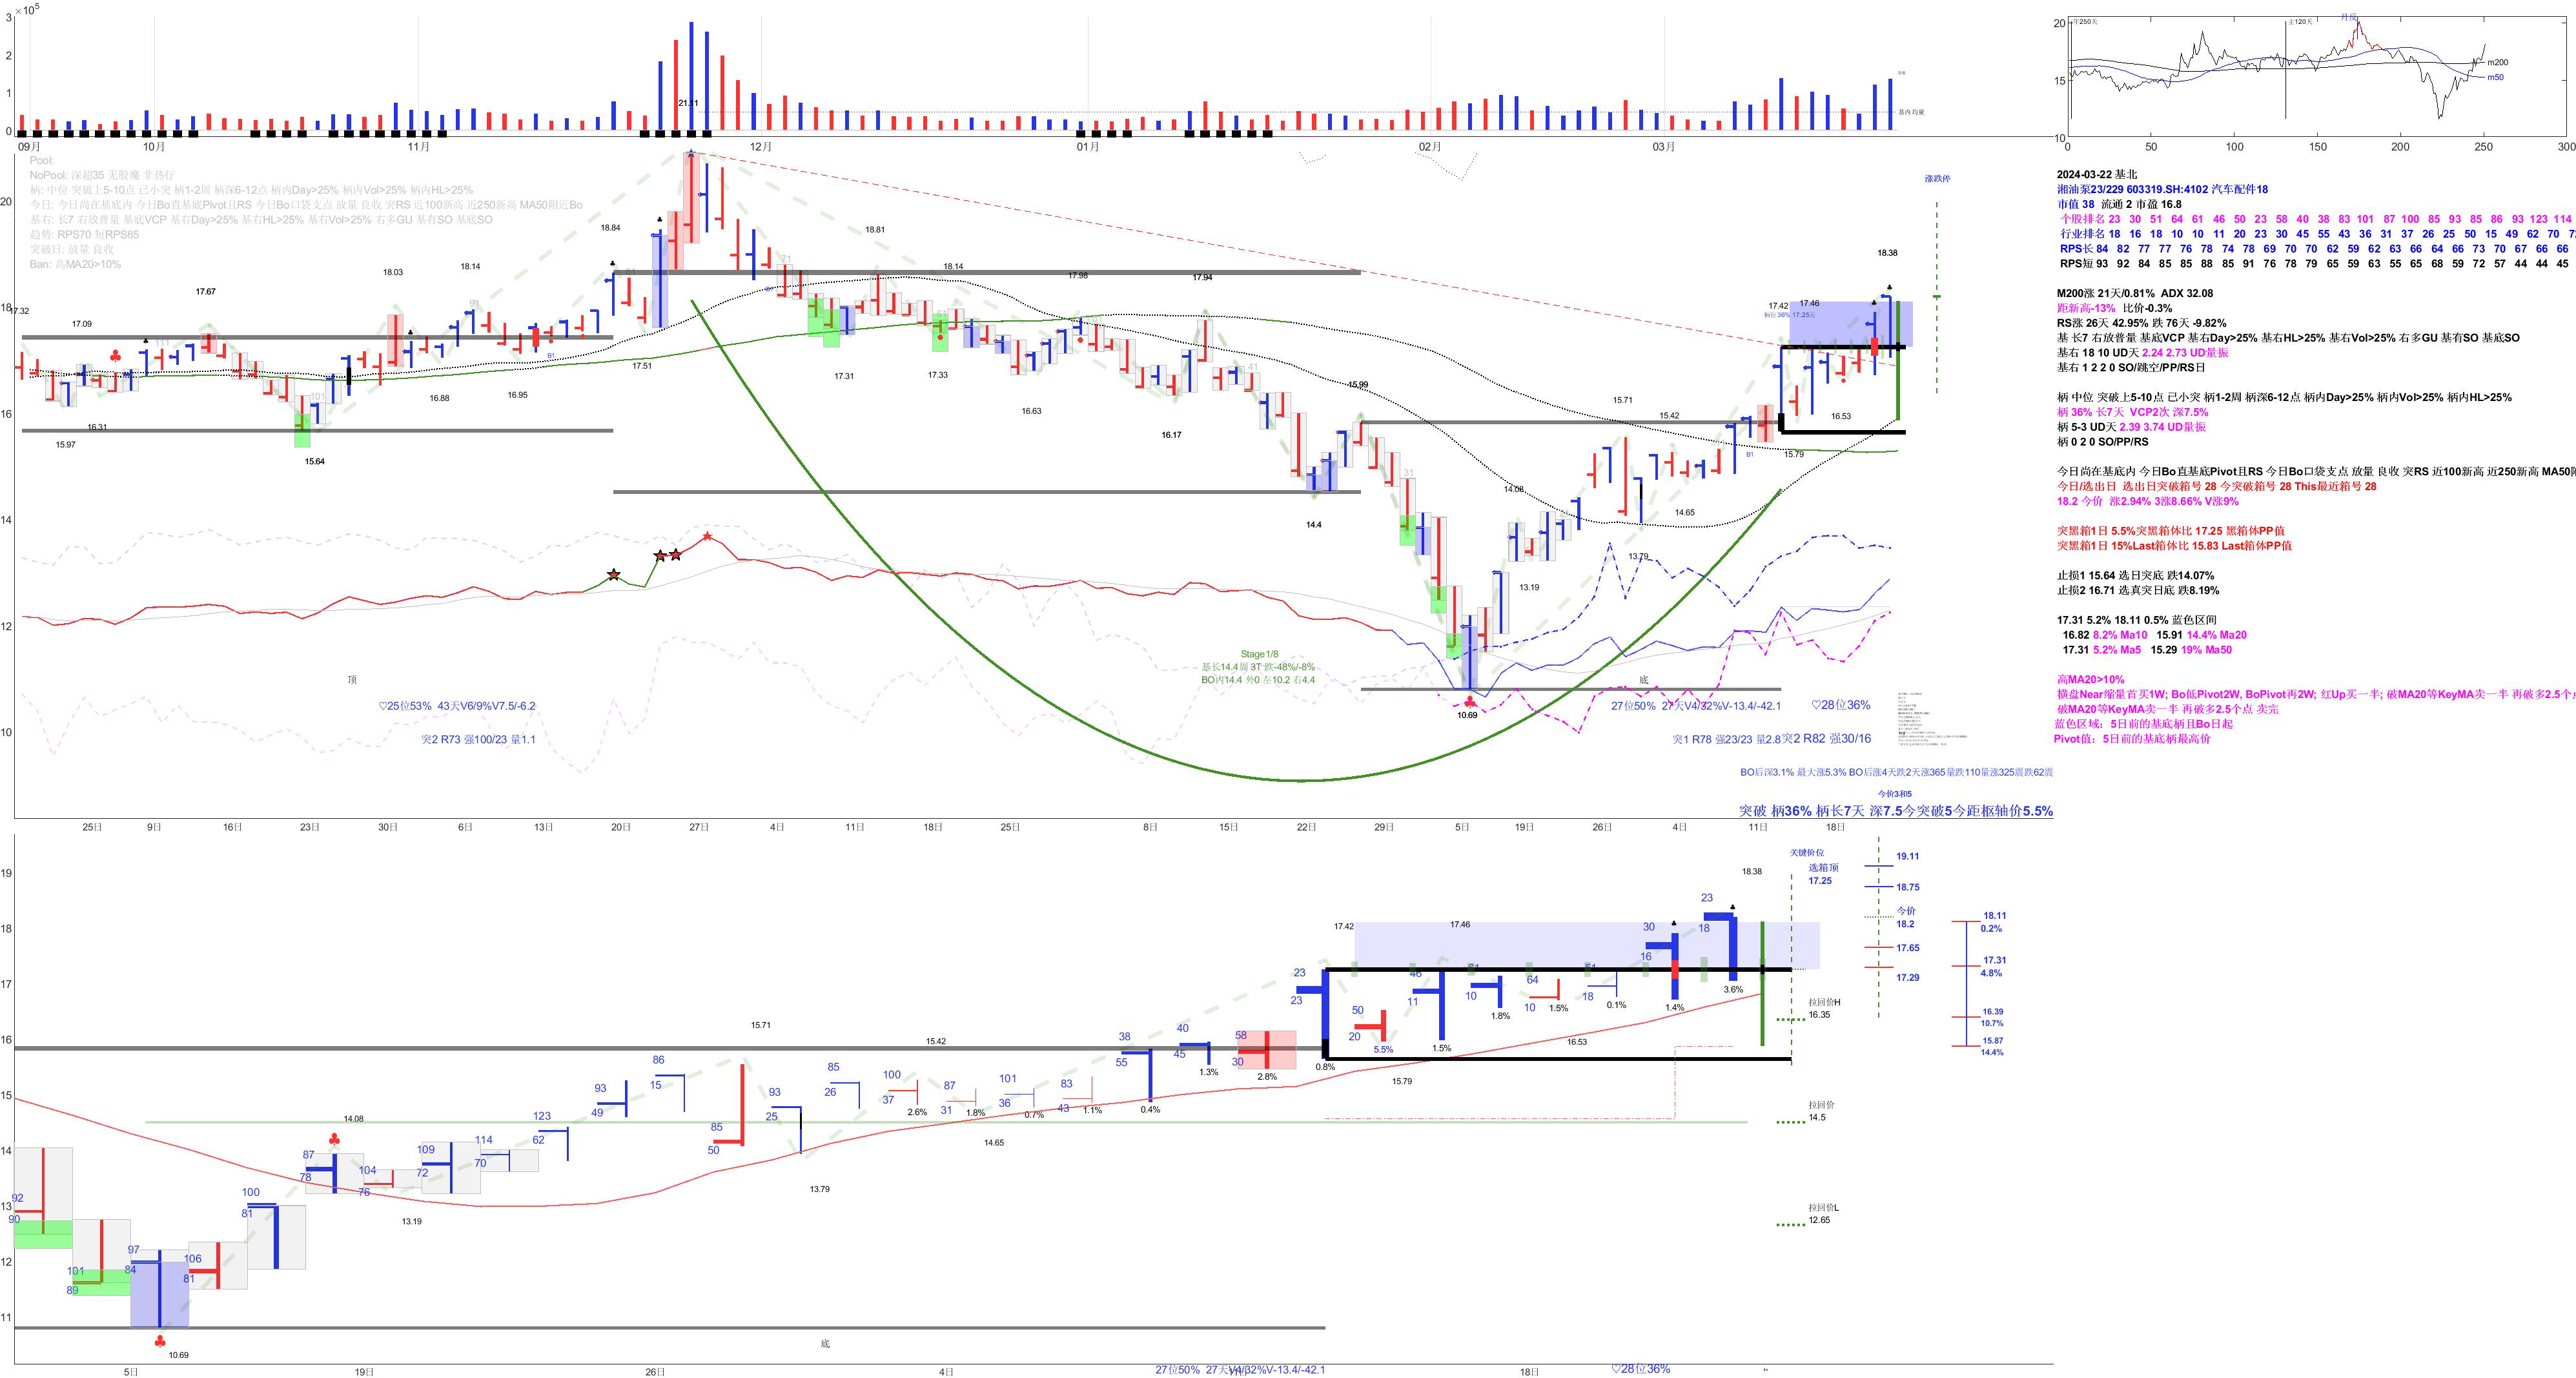 ×10⁵
3
2
1
0
21.11
基内均量
09月 10月 11月 12月 01月 02月 03月
Pool:
NoPool: 深超35 无股魔 非热行
柄: 中位 突破上5-10点 已小突 柄1-2周 柄深6-12点 柄内Day>25% 柄内Vol>25% 柄内HL>25%
今日: 今日尚在基底内 今日Bo直基底Pivot且RS 今日Bo口袋支点 放量 良收 突RS 近100新高 近250新高 MA50附近Bo
基右: 长7 右放普量 基底VCP 基右Day>25% 基右HL>25% 基右Vol>25% 右多GU 基有SO 基底SO
趋势: RPS70 短RPS85
突破日: 放量 良收
Ban: 高MA20>10%
20
18
16
14
12
10
17.32
17.09
16.31
15.97
17.67
15.64
18.03
18.14
16.88
16.95
18.84
17.51
18.81
17.31
18.14
17.33
17.98
16.63
17.94
16.17
14.4
15.99
10.69
14.08
13.19
15.71
13.79
15.42
14.65
15.79
17.42
17.46
柄位36% 17.25元
16.53
18.38
涨跌停
B1
顶
♡25位53% 43天V6/9%V7.5/-6.2
突2 R73 强100/23 量1.1
Stage1/8
基长14.4周 3T 跌-48%/-8%
BO内14.4 外0 左10.2 右4.4
底
27位50% 27天V4/32%V-13.4/-42.1
♡28位36%
突1 R78 强23/23 量2.8
突2 R82 强30/16
BO后深3.1% 最大涨5.3% BO后涨4天跌2天涨365量跌110量涨325震跌62震
今价3和5
突破 柄36% 柄长7天 深7.5今突破5今距枢轴价5.5%
25日 9日 16日 23日 30日 6日 13日 20日 27日 4日 11日 18日 25日 8日 15日 22日 29日 5日 19日 26日 4日 11日 18日
20
15
10
年250天
主120天
月反
m200
m50
0 50 100 150 200 250 300
2024-03-22 基北
湘油泵23/229 603319.SH:4102 汽车配件18
市值 38 流通 2 市盈 16.8
个股排名 23 30 51 64 61 46 50 23 58 40 38 83 101 87 100 85 93 85 86 93 123 114
行业排名 18 16 18 10 10 11 20 23 30 45 55 43 36 31 37 26 25 50 15 49 62 70
RPS长 84 82 77 77 76 78 74 78 69 70 70 62 59 62 63 66 64 66 73 70 67 66 66
RPS短 93 92 84 85 85 88 85 91 76 78 79 65 59 63 55 65 68 59 72 57 44 44 45
M200涨 21天/0.81% ADX 32.08
距新高-13% 比价-0.3%
RS涨 26天 42.95% 跌 76天 -9.82%
基 长7 右放普量 基底VCP 基右Day>25% 基右HL>25% 基右Vol>25% 右多GU 基有SO 基底SO
基右 18 10 UD天 2.24 2.73 UD量振
基右 1 2 2 0 SO/跳空/PP/RS日
柄 中位 突破上5-10点 已小突 柄1-2周 柄深6-12点 柄内Day>25% 柄内Vol>25% 柄内HL>25%
柄 36% 长7天 VCP2次 深7.5%
柄 5-3 UD天 2.39 3.74 UD量振
柄 0 2 0 SO/PP/RS
今日尚在基底内 今日Bo直基底Pivot且RS 今日Bo口袋支点 放量 良收 突RS 近100新高 近250新高 MA50附
今日/选出日 选出日突破箱号 28 今突破箱号 28 This最近箱号 28
18.2 今价 涨2.94% 3涨8.66% V涨9%
突黑箱1日 5.5%突黑箱体比 17.25 黑箱体PP值
突黑箱1日 15%Last箱体比 15.83 Last箱体PP值
止损1 15.64 选日突底 跌14.07%
止损2 16.71 选真突日底 跌8.19%
17.31 5.2% 18.11 0.5% 蓝色区间
16.82 8.2% Ma10 15.91 14.4% Ma20
17.31 5.2% Ma5 15.29 19% Ma50
高MA20>10%
横盘Near缩量首买1W; Bo低Pivot2W, BoPivot再2W; 红Up买一半; 破MA20等KeyMA卖一半 再破多2.5个点
破MA20等KeyMA卖一半 再破多2.5个点 卖完
蓝色区域：5日前的基底柄且Bo日起
Pivot值：5日前的基底柄最高价
19
18
17
16
15
14
13
12
11
92
90
101
89
97
84
106
81
100
81
87
78
104
76
109
72
114
70
123
62
93
49
86
15
85
50
93
25
85
26
100
37
87
31
101
36
83
43
38
55
40
45
58
30
23
23
50
20
46
11
10
64
10
18
30
16
23
18
14.08
13.19
10.69
15.71
13.79
15.42
14.65
2.6%
1.8%
0.7%
1.1%
0.4%
1.3%
2.8%
0.8%
5.5%
1.5%
1.8%
1.5%
0.1%
1.4%
3.6%
15.79
16.53
17.42
17.46
18.38
关键价位
选箱顶
17.25
拉回价H
16.35
拉回价
14.5
拉回价L
12.65
19.11
18.75
今价
18.2
17.65
17.29
18.11
0.2%
17.31
4.8%
16.39
10.7%
15.87
14.4%
底
5日 19日 26日 4日 18日
27位50% 27天V4/32%V-13.4/-42.1
♡28位36%